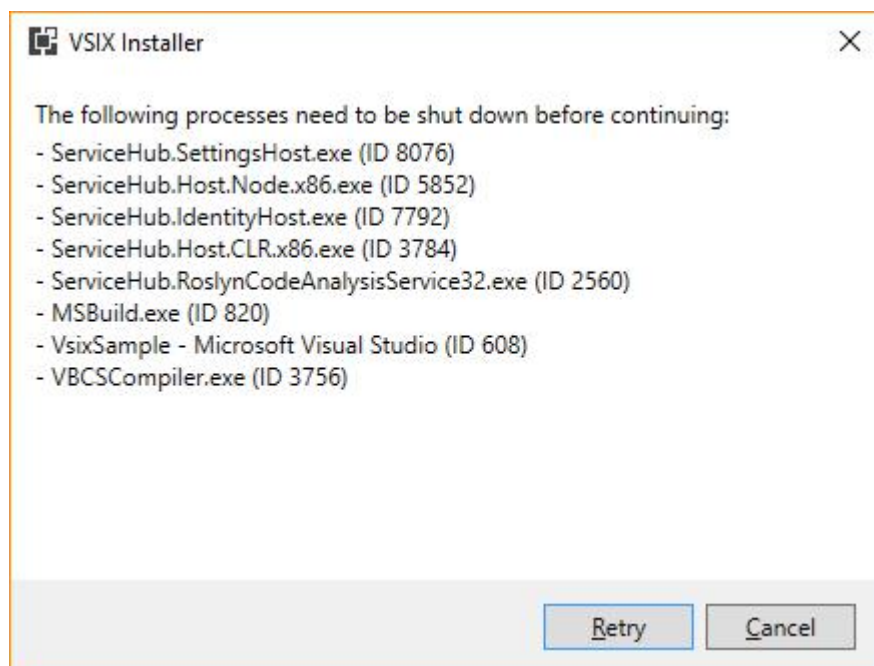 VSIX Installer
The following processes need to be shut down before continuing:
- ServiceHub.SettingsHost.exe (ID 8076)
- ServiceHub.Host.Node.x86.exe (ID 5852)
- ServiceHub.IdentityHost.exe (ID 7792)
- ServiceHub.Host.CLR.x86.exe (ID 3784)
- ServiceHub.RoslynCodeAnalysisService32.exe (ID 2560)
- MSBuild.exe (ID 820)
- VsixSample - Microsoft Visual Studio (ID 608)
- VBCSCompiler.exe (ID 3756)
Retry Cancel